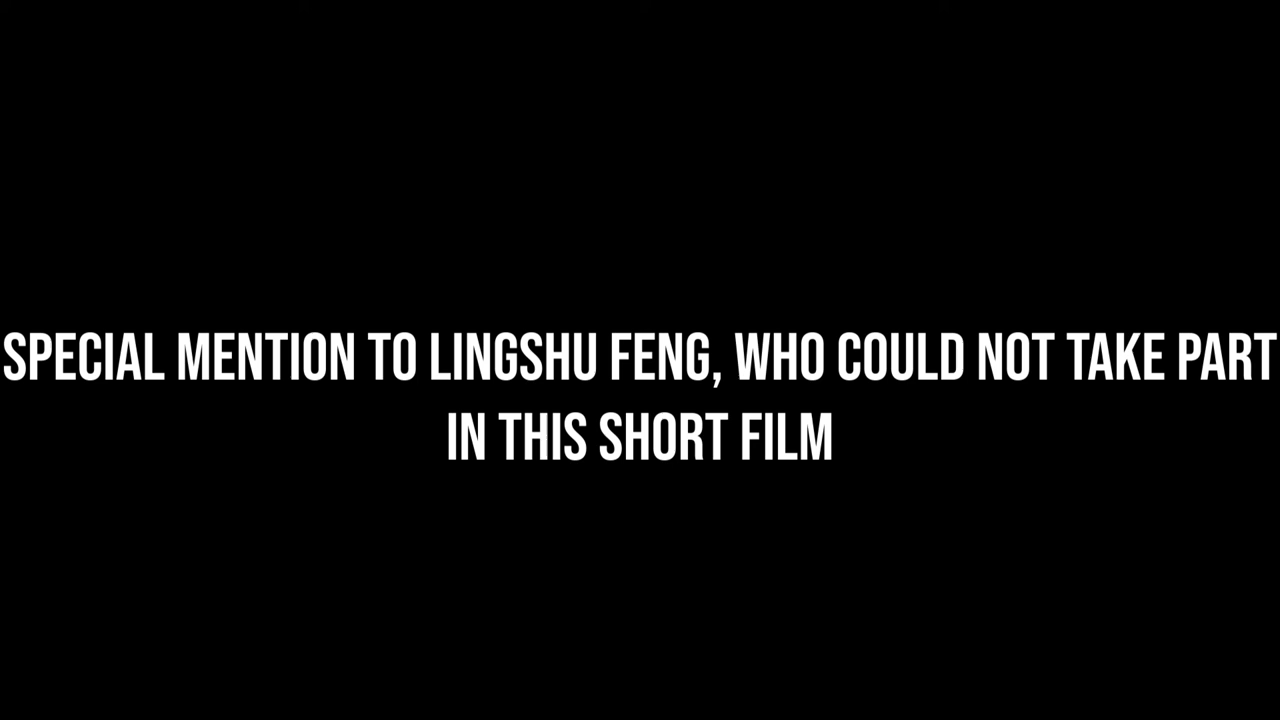 SPECIAL MENTION TO LINGSHU FENG, WHO COULD NOT TAKE PART
IN THIS SHORT FILM